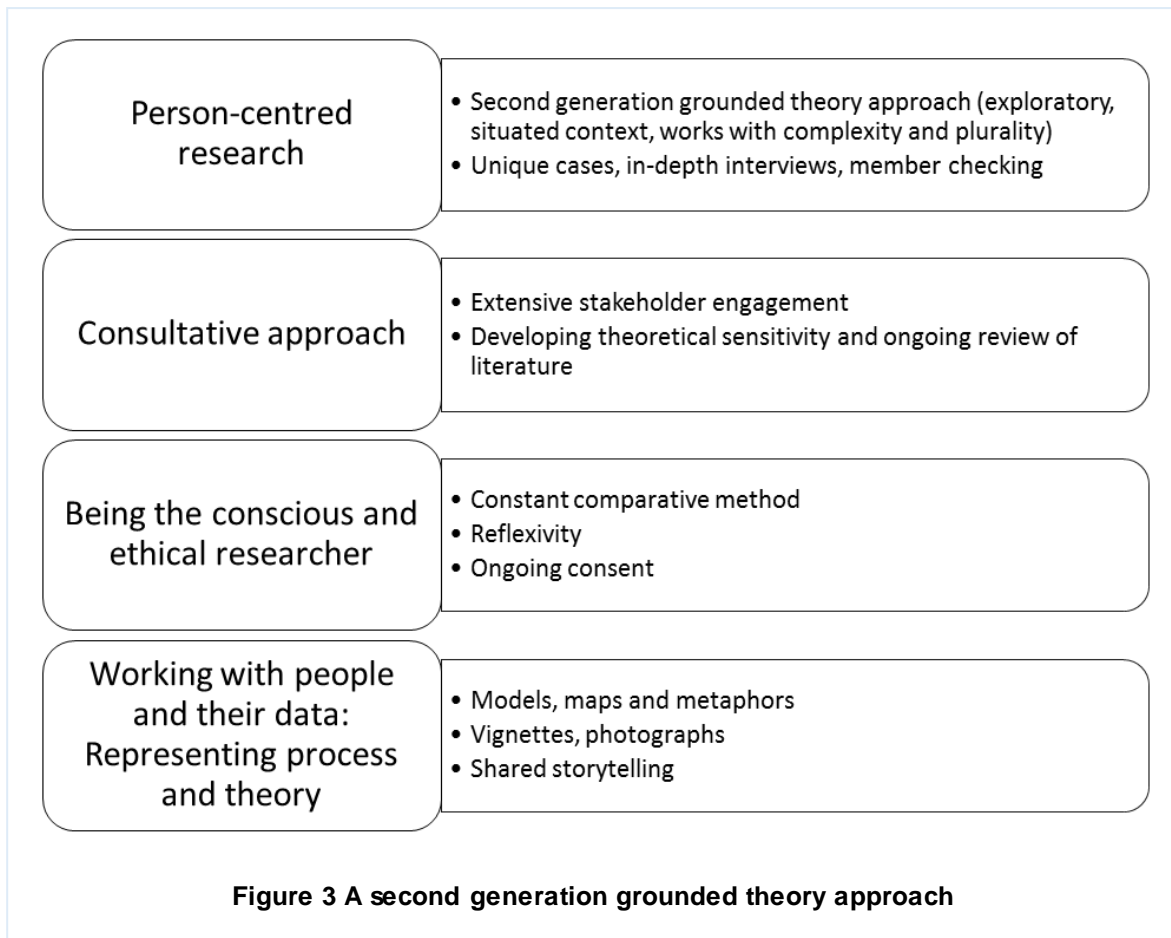 Person-centred
research
• Second generation grounded theory approach (exploratory,
situated context, works with complexity and plurality)
• Unique cases, in-depth interviews, member checking
Consultative approach
• Extensive stakeholder engagement
• Developing theoretical sensitivity and ongoing review of
literature
Being the conscious and
ethical researcher
• Constant comparative method
• Reflexivity
• Ongoing consent
Working with people
and their data:
Representing process
and theory
• Models, maps and metaphors
• Vignettes, photographs
• Shared storytelling
Figure 3 A second generation grounded theory approach